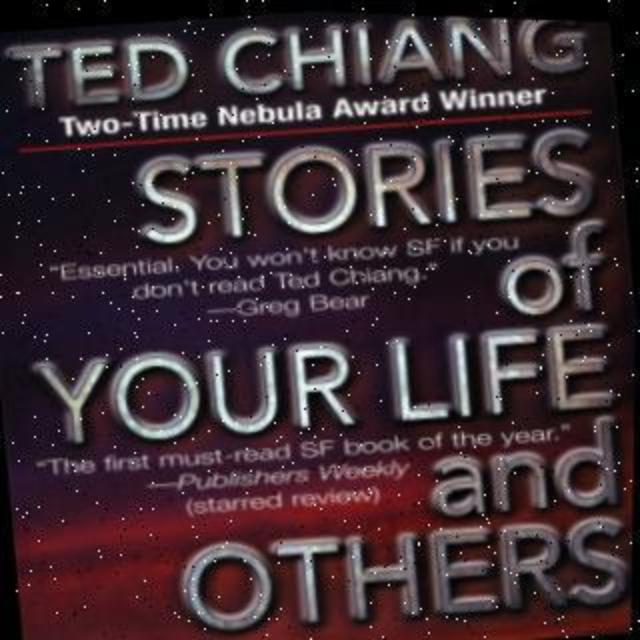 TED CHIANG
Two-Time Nebula Award Winner
STORIES
"Essential. You won't know SF if you
don't read Ted Chiang."
—Greg Bear
of
YOUR LIFE
"The first must-read SF book of the year."
—Publishers Weekly
(starred review)
and
OTHERS